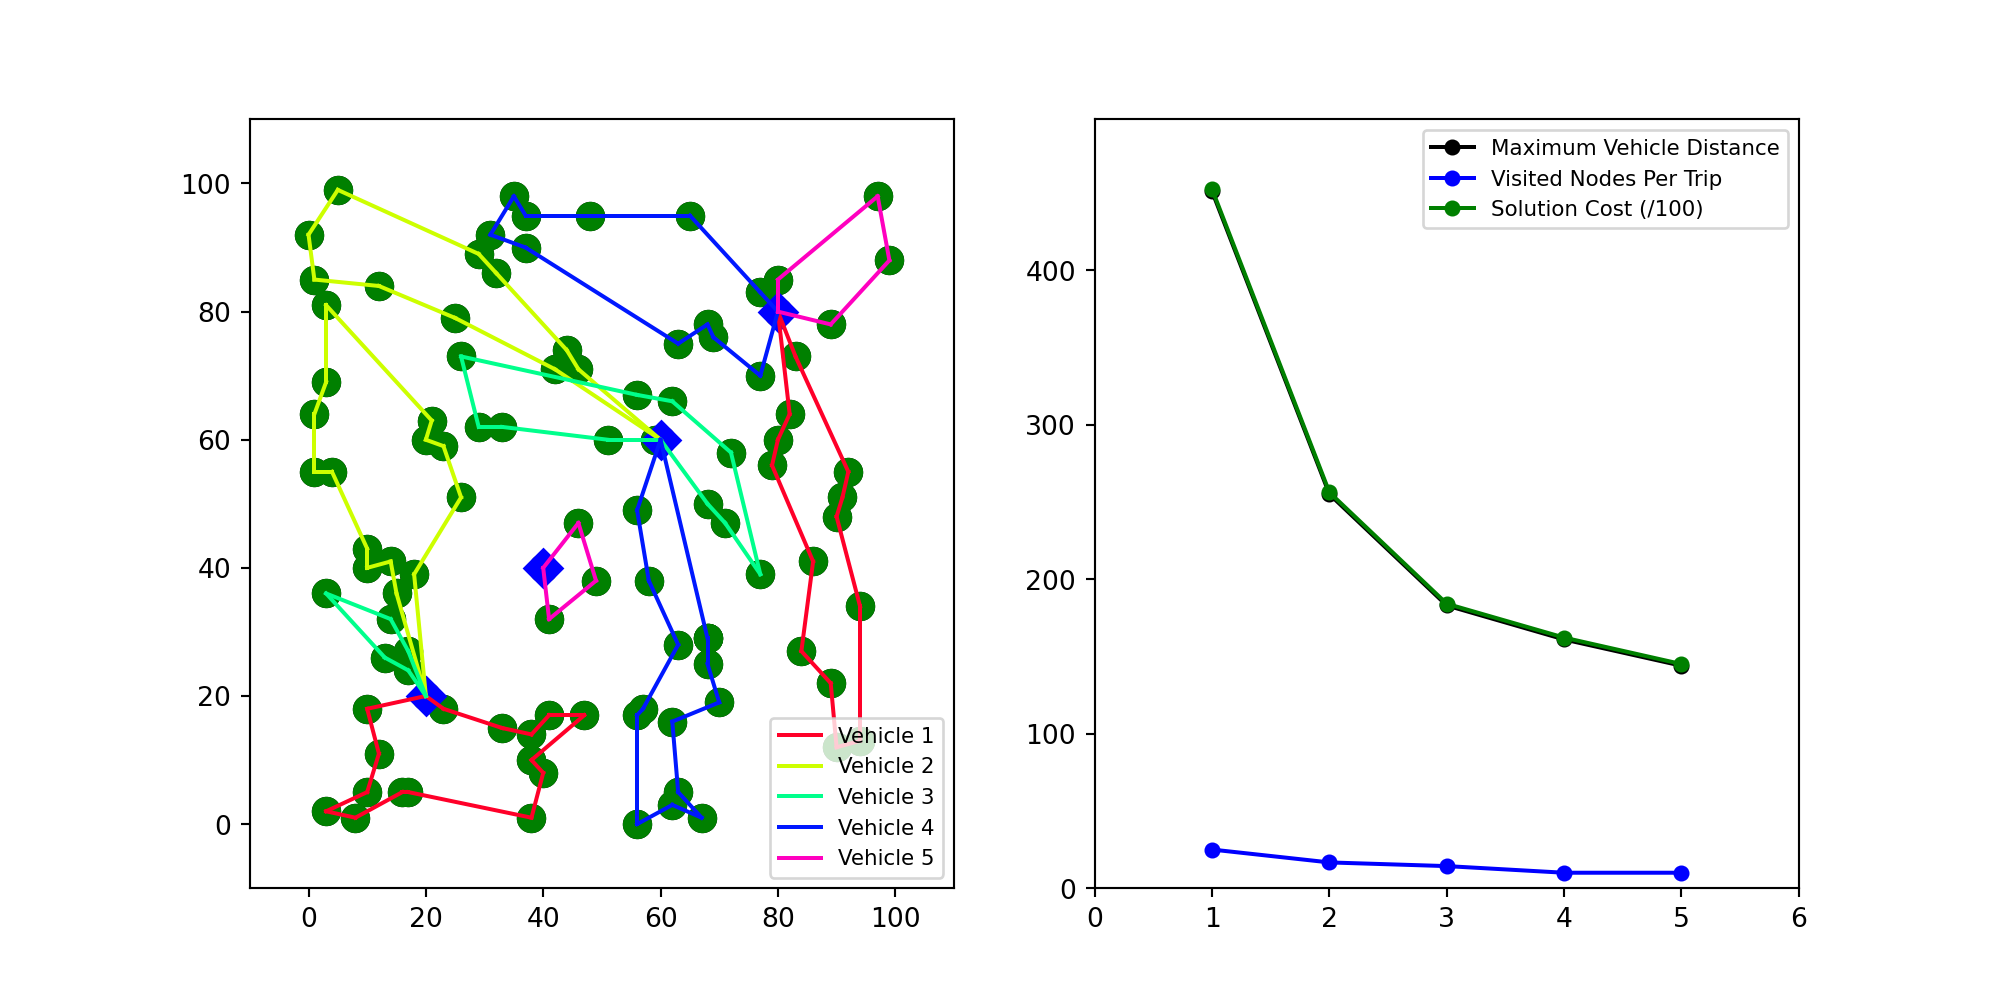 100
80
60
40
20
0
0 20 40 60 80 100
Vehicle 1
Vehicle 2
Vehicle 3
Vehicle 4
Vehicle 5
400
300
200
100
0
0 1 2 3 4 5 6
Maximum Vehicle Distance
Visited Nodes Per Trip
Solution Cost (/100)